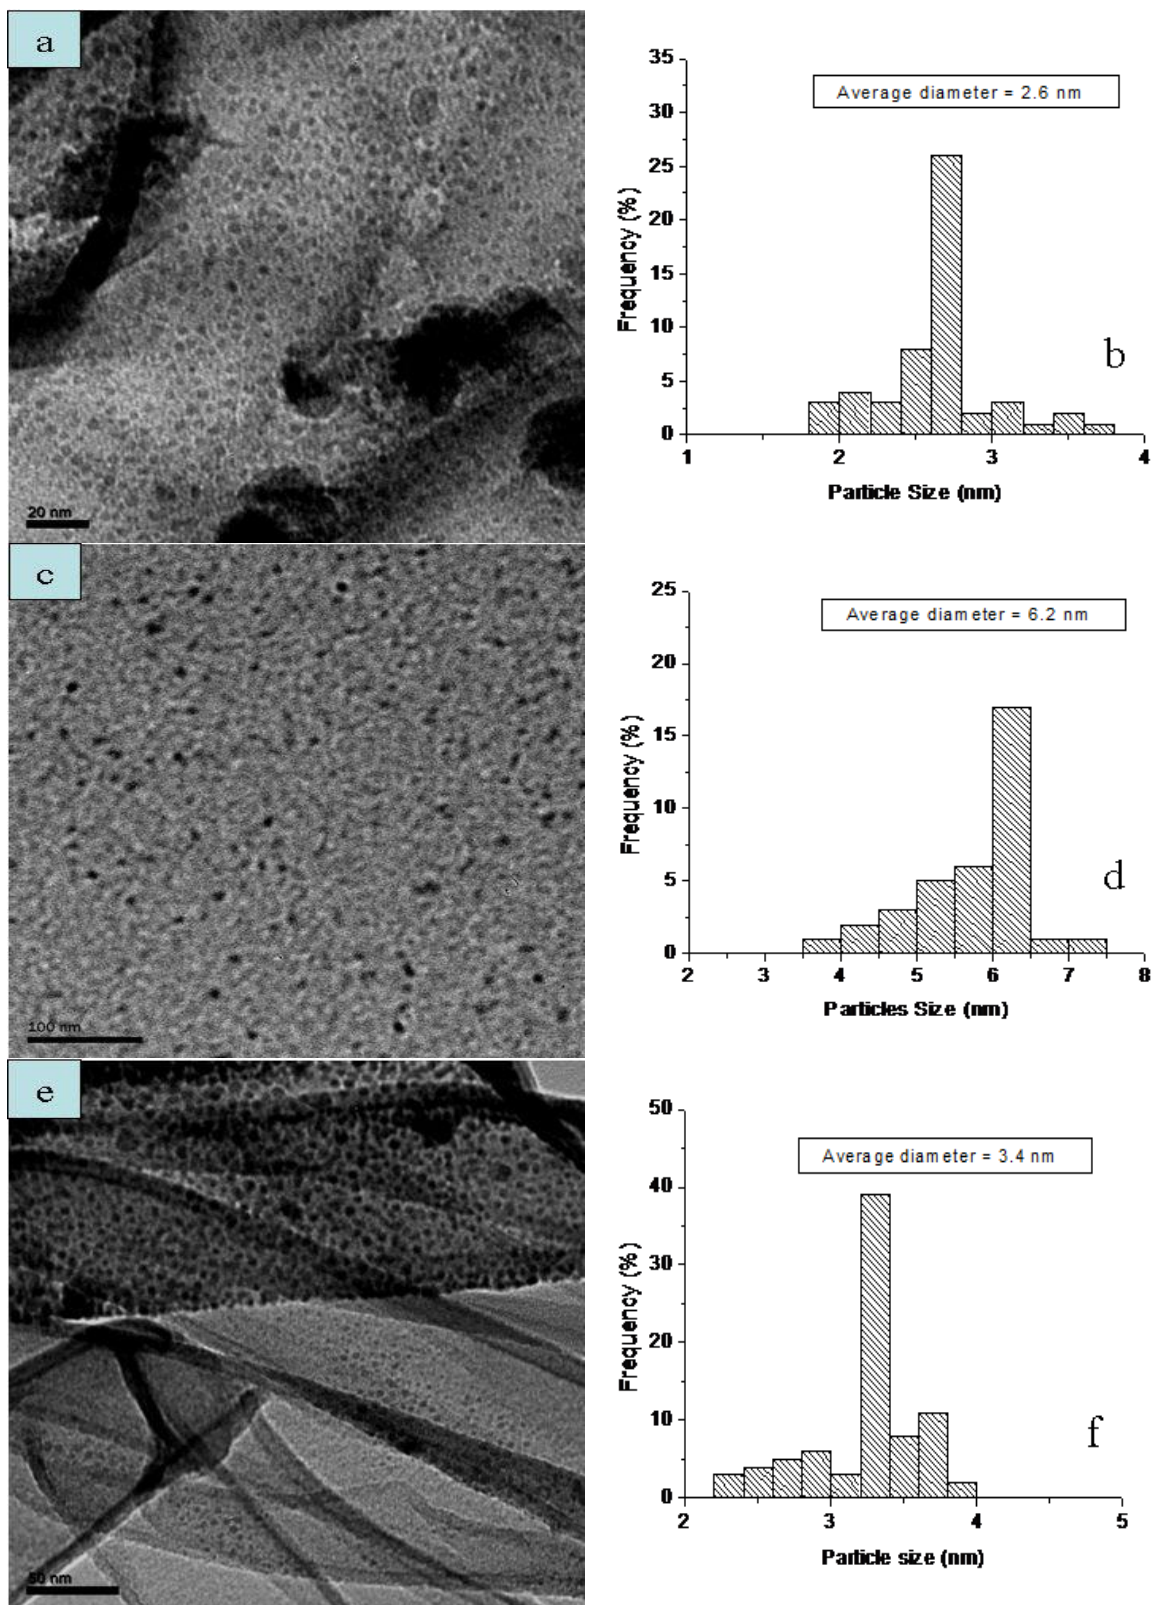 a
20 nm
35
Average diameter = 2.6 nm
30
25
20
15
10
5
0
Frequency (%)
b
1 2 3 4
Particle Size (nm)
c
100 nm
25
Average diameter = 6.2 nm
20
15
10
5
0
Frequency (%)
d
2 3 4 5 6 7 8
Particles Size (nm)
e
50 nm
50
Average diameter = 3.4 nm
40
30
20
10
0
Frequency (%)
f
2 3 4 5
Particle size (nm)